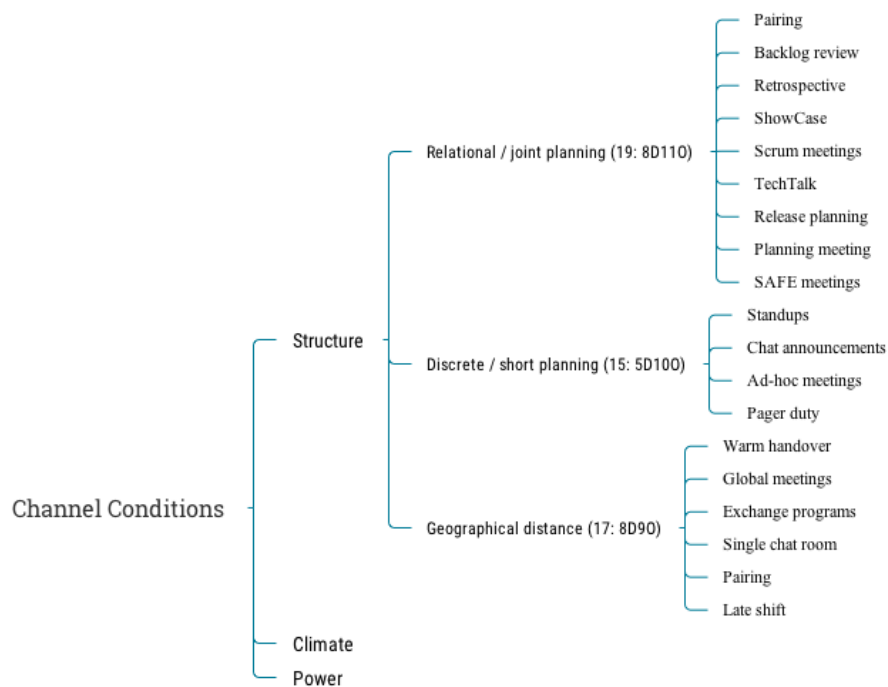 Channel Conditions
Structure
Relational / joint planning (19: 8D11O)
Pairing
Backlog review
Retrospective
ShowCase
Scrum meetings
TechTalk
Release planning
Planning meeting
SAFE meetings
Discrete / short planning (15: 5D10O)
Standups
Chat announcements
Ad-hoc meetings
Pager duty
Geographical distance (17: 8D9O)
Warm handover
Global meetings
Exchange programs
Single chat room
Pairing
Late shift
Climate
Power